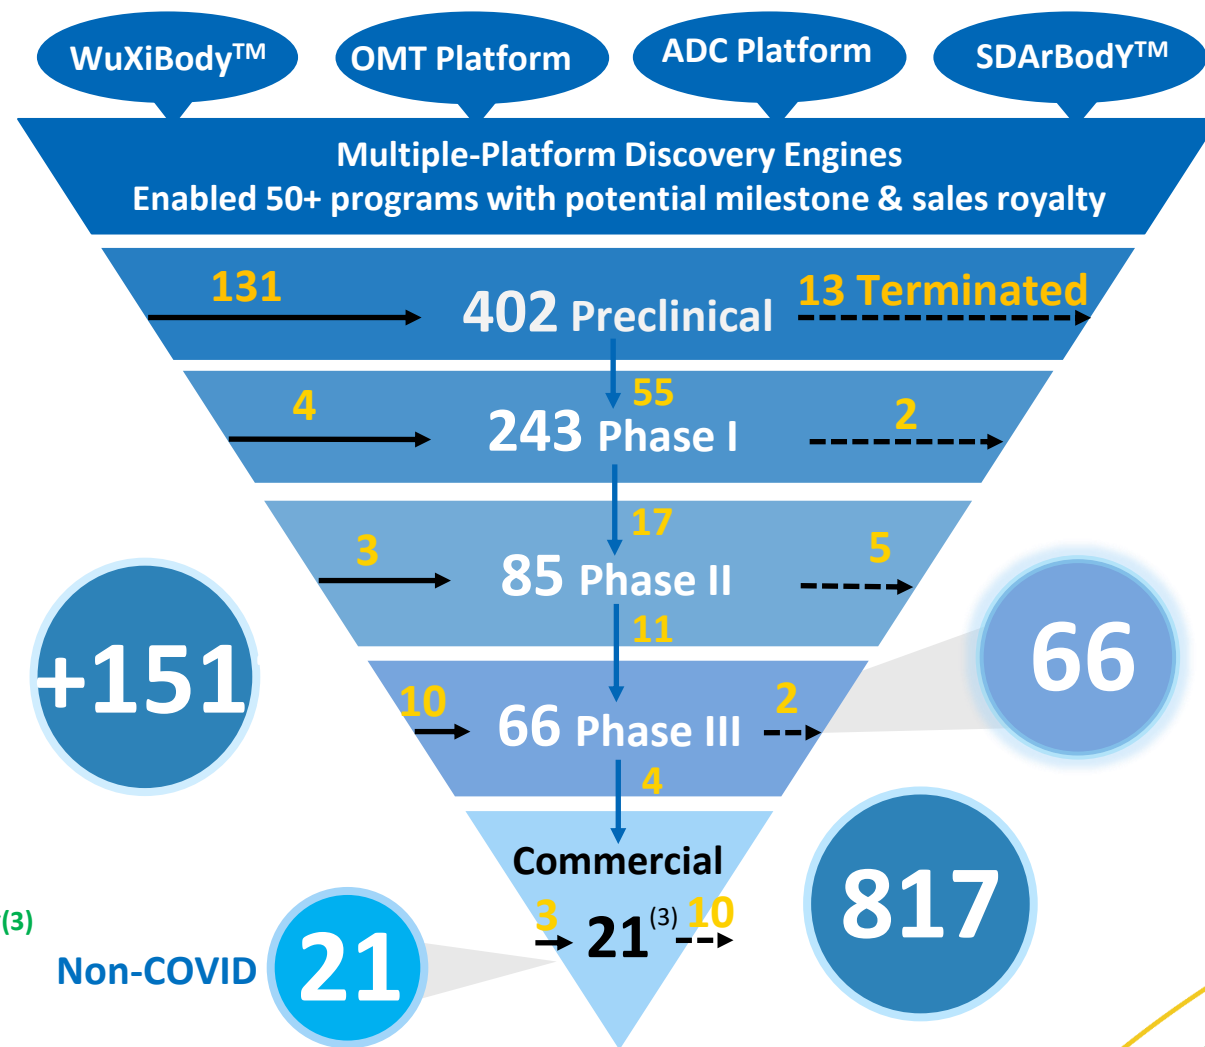 WuXiBody™
OMT Platform
ADC Platform
SDArBodY™
Multiple-Platform Discovery Engines
Enabled 50+ programs with potential milestone & sales royalty
131
402 Preclinical
13 Terminated
55
4
243 Phase I
2
17
3
85 Phase II
5
11
+151
66
10
66 Phase III
2
4
Commercial
817
3
21(3)
10
(3)
Non-COVID
21